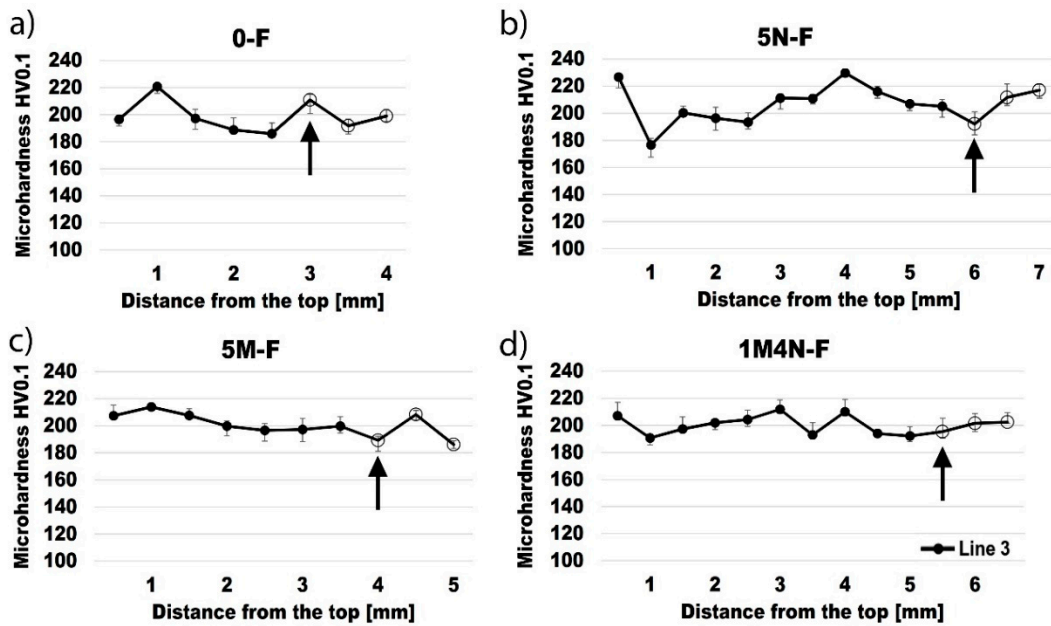 a)
0-F
Microhardness HV0.1
240
220
200
180
160
140
120
100
1 2 3 4
Distance from the top [mm]
b)
5N-F
Microhardness HV0.1
240
220
200
180
160
140
120
100
1 2 3 4 5 6 7
Distance from the top [mm]
c)
5M-F
Microhardness HV0.1
240
220
200
180
160
140
120
100
1 2 3 4 5
Distance from the top [mm]
d)
1M4N-F
Microhardness HV0.1
240
220
200
180
160
140
120
100
Line 3
1 2 3 4 5 6
Distance from the top [mm]